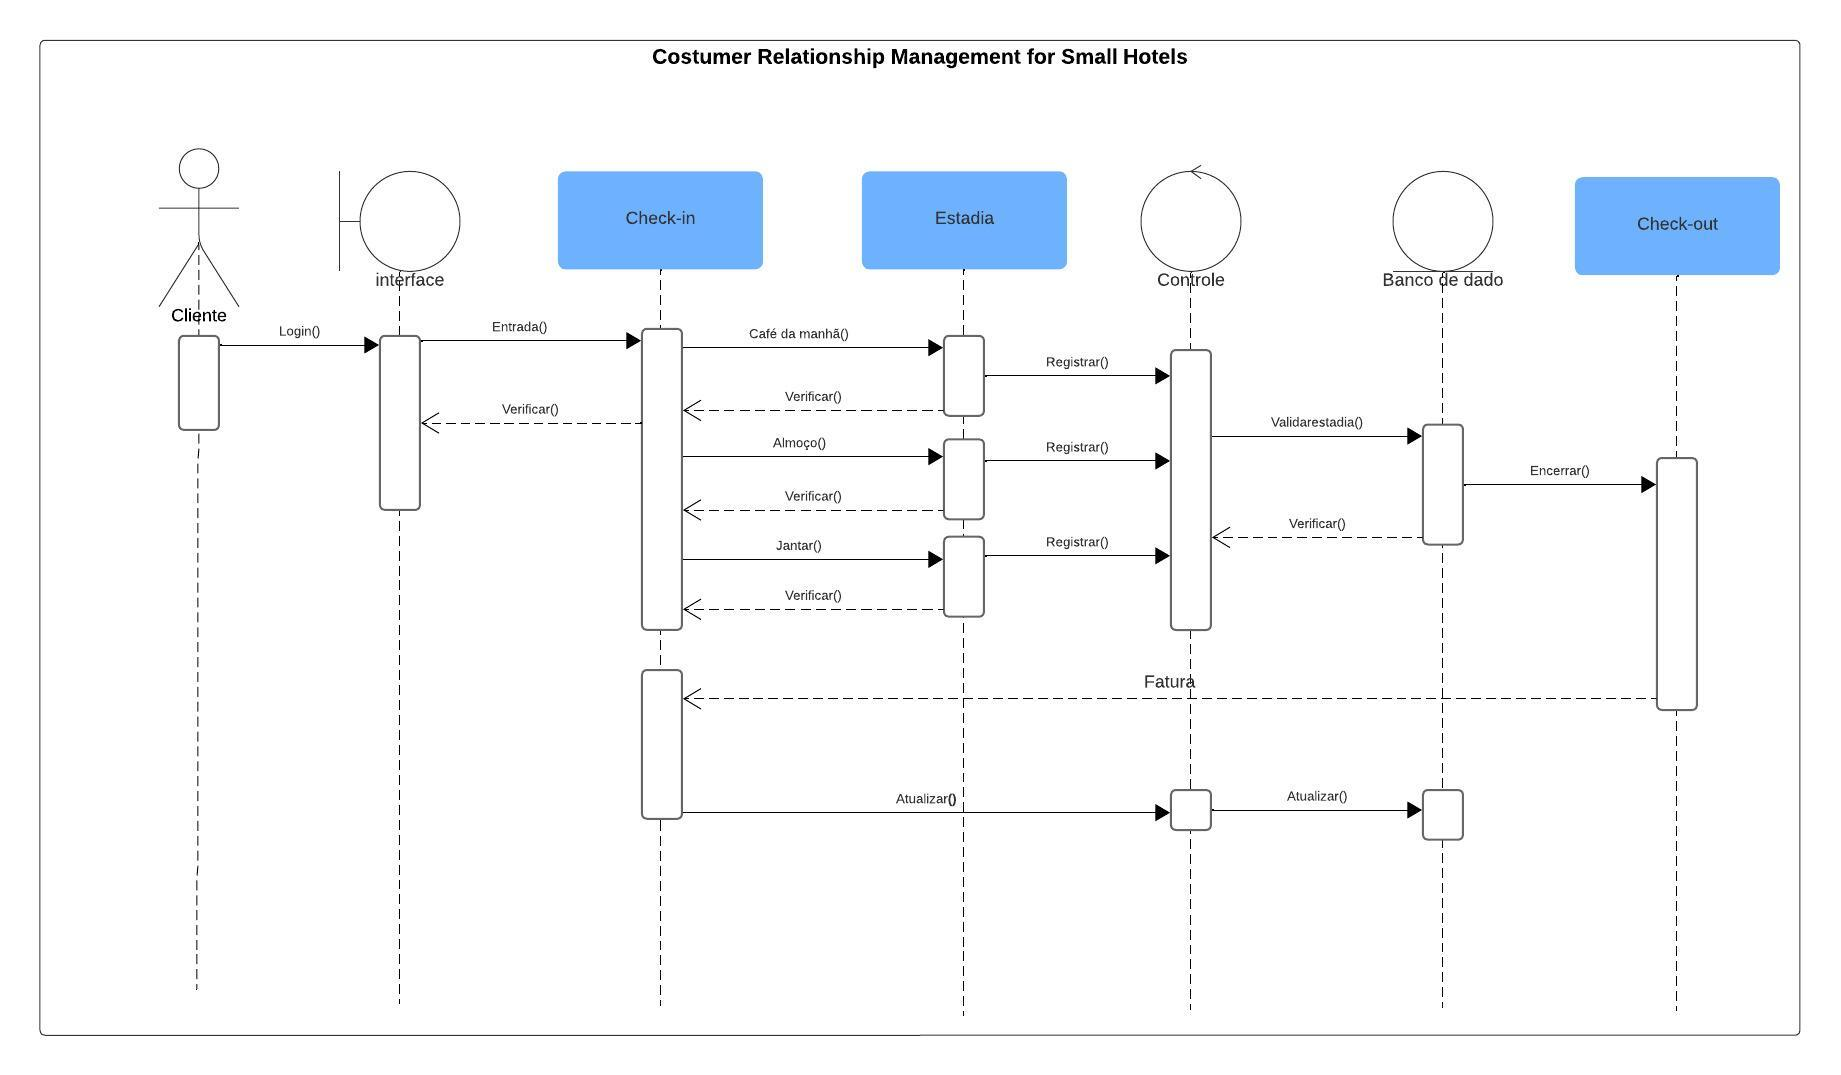 Costumer Relationship Management for Small Hotels
Check-in
Estadia
Check-out
interface
Controle
Banco de dado
Cliente
Login()
Entrada()
Café da manhã()
Registrar()
Verificar()
Verificar()
Validarestadia()
Almoço()
Registrar()
Encerrar()
Verificar()
Verificar()
Jantar()
Registrar()
Verificar()
Fatura
Atualizar()
Atualizar()